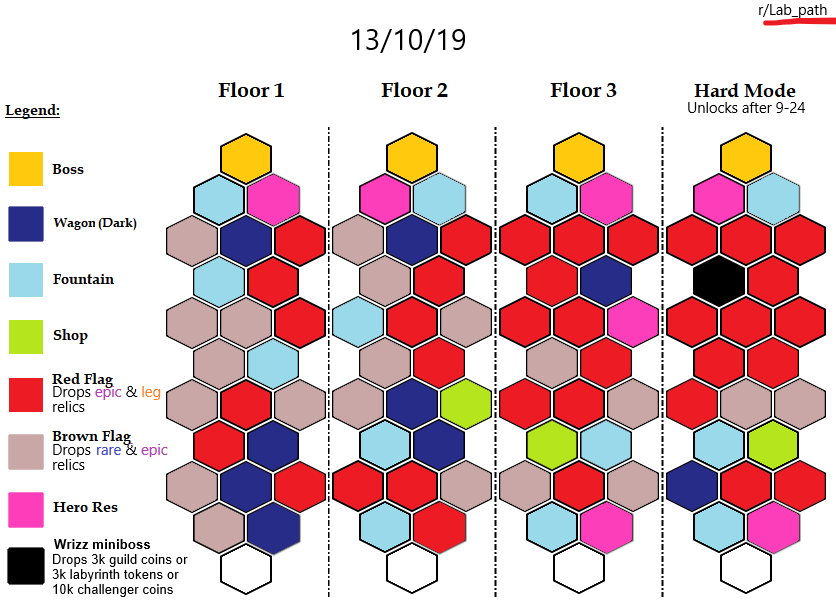 r/Lab_path
13/10/19
Floor 1
Floor 2
Floor 3
Hard Mode
Unlocks after 9-24
Legend:
Boss
Wagon (Dark)
Fountain
Shop
Red Flag
Drops epic & leg
relics
Brown Flag
Drops rare & epic
relics
Hero Res
Wrizz miniboss
Drops 3k guild coins or
3k labyrinth tokens or
10k challenger coins